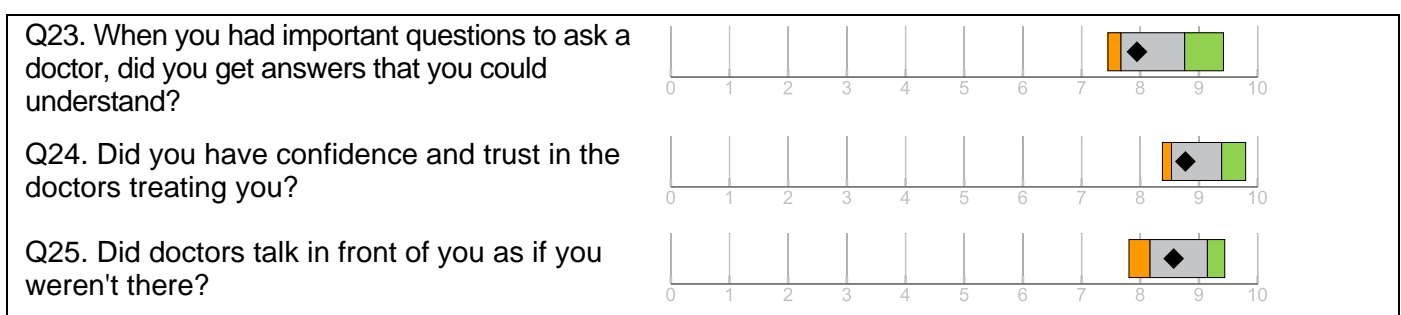 Q23. When you had important questions to ask a
doctor, did you get answers that you could
understand?
0 1 2 3 4 5 6 7 8 9 10
Q24. Did you have confidence and trust in the
doctors treating you?
0 1 2 3 4 5 6 7 8 9 10
Q25. Did doctors talk in front of you as if you
weren't there?
0 1 2 3 4 5 6 7 8 9 10